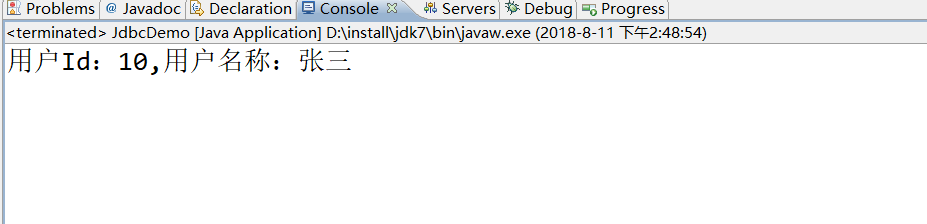 Problems @ Javadoc Declaration Console Servers Debug Progress
<terminated> JdbcDemo [Java Application] D:\install\jdk7\bin\javaw.exe (2018-8-11 下午2:48:54)
用户Id：10,用户名称：张三